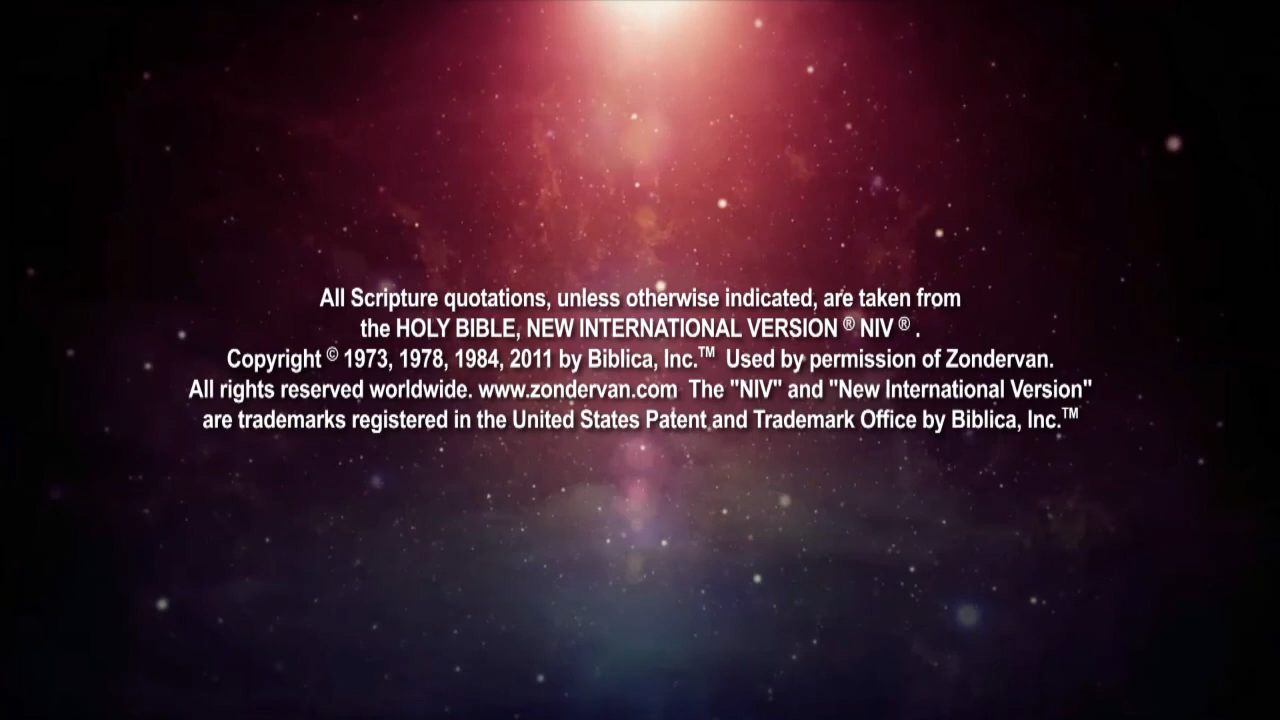 All Scripture quotations, unless otherwise indicated, are taken from
the HOLY BIBLE, NEW INTERNATIONAL VERSION ® NIV ® .
Copyright © 1973, 1978, 1984, 2011 by Biblica, Inc.™ Used by permission of Zondervan.
All rights reserved worldwide. www.zondervan.com The "NIV" and "New International Version"
are trademarks registered in the United States Patent and Trademark Office by Biblica, Inc.™